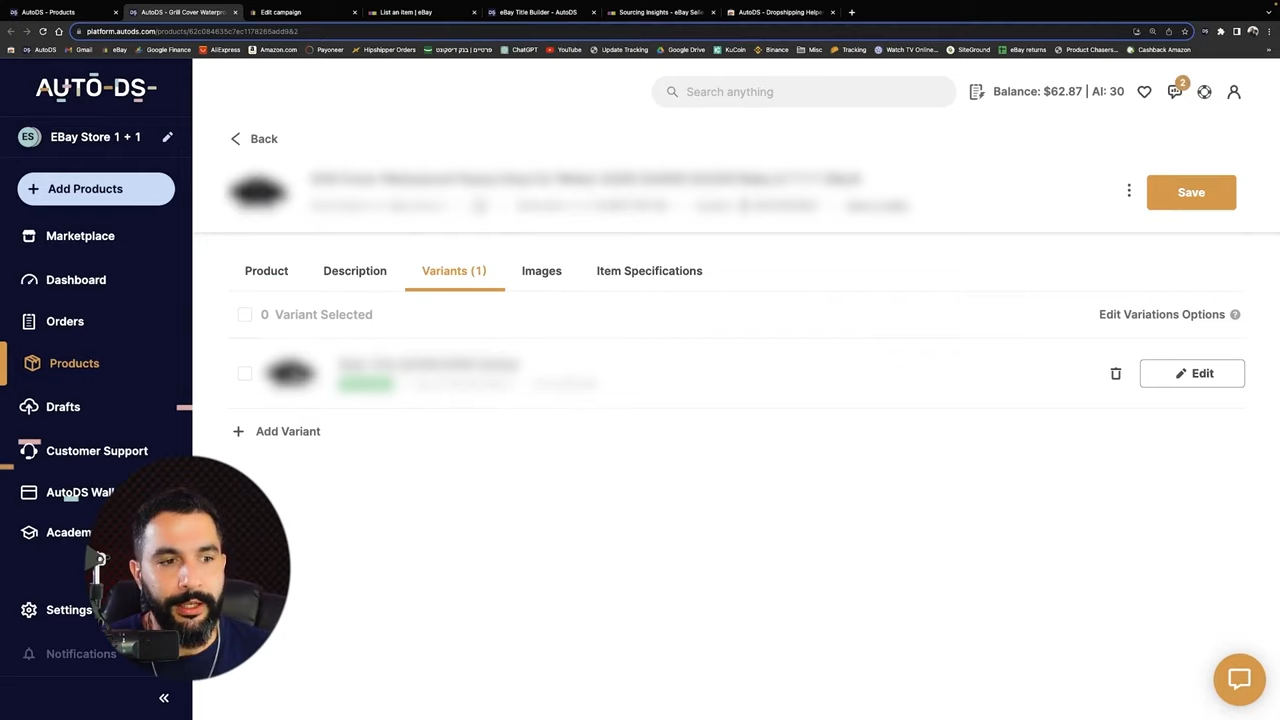 AutoDS - Products
AutoDS - Grill Cover Waterpro
Edit campaign
List an item | eBay
eBay Title Builder - AutoDS
Sourcing Insights - eBay Selle
AutoDS - Dropshipping Helper
platform.autods.com/products/62c084635c7ec1178265add9&2
AutoDS
Gmail
eBay
Google Finance
AliExpress
Amazon.com
Payoneer
Hipshipper Orders
ChatGPT
YouTube
Update Tracking
Google Drive
KuCoin
Binance
Misc
Tracking
Watch TV Online...
SiteGround
eBay returns
Product Chasers...
Cashback Amazon
AUTO-DS-
Search anything
Balance: $62.87 | AI: 30
2
ES
EBay Store 1 + 1
Back
Add Products
Save
Marketplace
Product
Description
Variants (1)
Images
Item Specifications
Dashboard
0 Variant Selected
Edit Variations Options
Orders
Products
Edit
Drafts
Add Variant
Customer Support
AutoDS Wall
Academ
Settings
Notifications